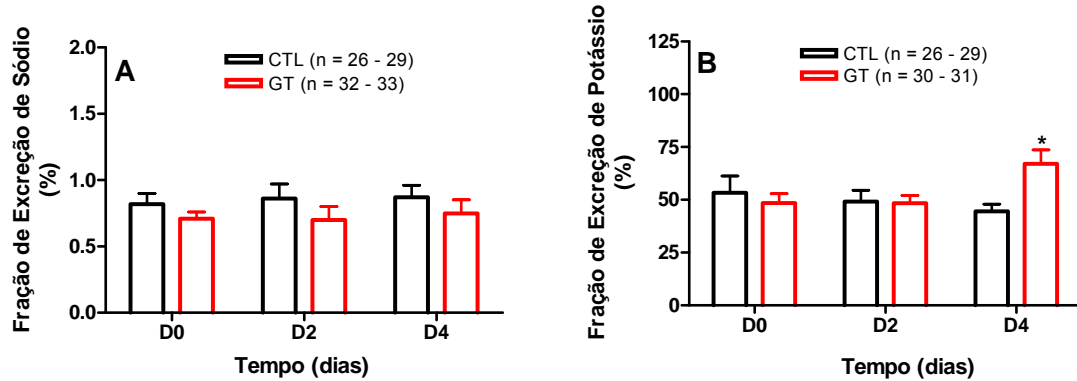 Fração de Excreção de Sódio
(%)
A
CTL (n = 26 - 29)
GT (n = 32 - 33)
2.0
1.5
1.0
0.5
0.0
D0 D2 D4
Tempo (dias)
Fração de Excreção de Potássio
(%)
B
CTL (n = 26 - 29)
GT (n = 30 - 31)
125
100
75
50
25
0
*
D0 D2 D4
Tempo (dias)